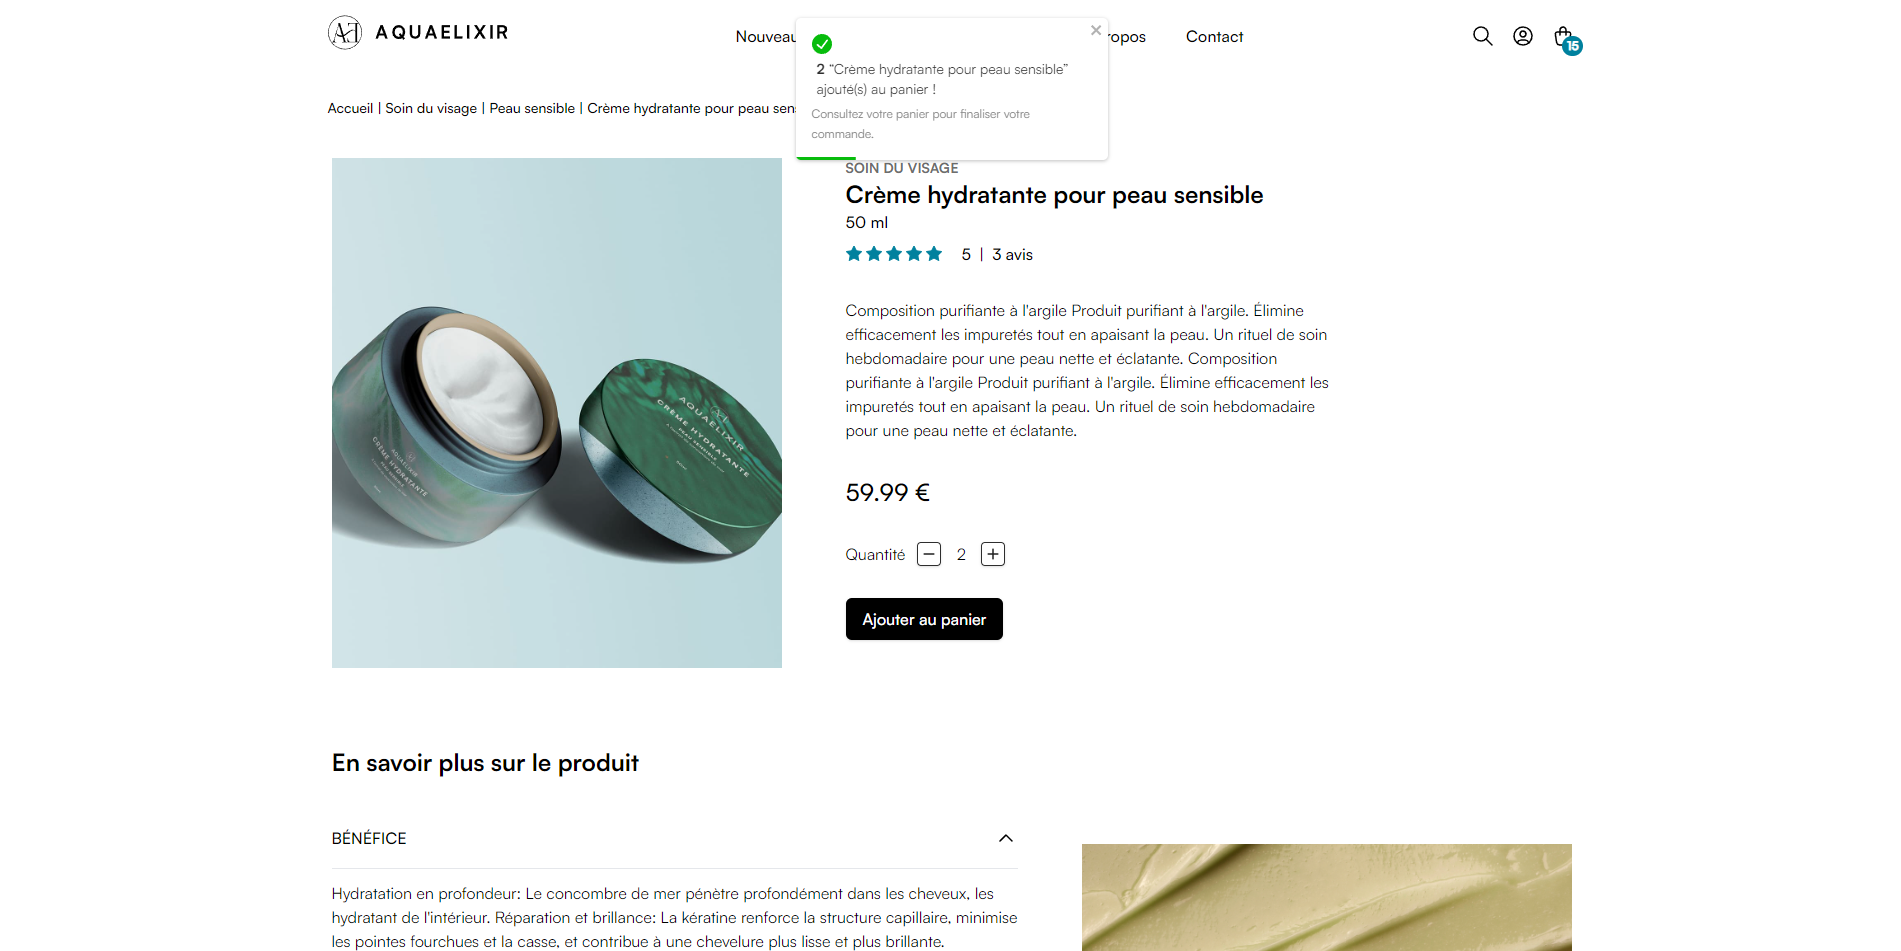 AQUAELIXIR
Contact
15
2 “Crème hydratante pour peau sensible”
ajouté(s) au panier !
Consultez votre panier pour finaliser votre
commande.
Accueil | Soin du visage | Peau sensible | Crème hydratante pour peau
SOIN DU VISAGE
Crème hydratante pour peau sensible
50 ml
5 | 3 avis
Composition purifiante à l'argile Produit purifiant à l'argile. Élimine
efficacement les impuretés tout en apaisant la peau. Un rituel de soin
hebdomadaire pour une peau nette et éclatante. Composition
purifiante à l'argile Produit purifiant à l'argile. Élimine efficacement les
impuretés tout en apaisant la peau. Un rituel de soin hebdomadaire
pour une peau nette et éclatante.
AQUAELIXIR
CRÈME HYDRATANTE
PEAU SENSIBLE
AQUAELIXIR
CRÈME HYDRATANTE
PEAU SENSIBLE
59.99 €
Quantité - 2 +
Ajouter au panier
En savoir plus sur le produit
BÉNÉFICE
Hydratation en profondeur: Le concombre de mer pénètre profondément dans les cheveux, les
hydratant de l'intérieur. Réparation et brillance: La kératine renforce la structure capillaire, minimise
les pointes fourchues et la casse, et contribue à une chevelure plus lisse et plus brillante.